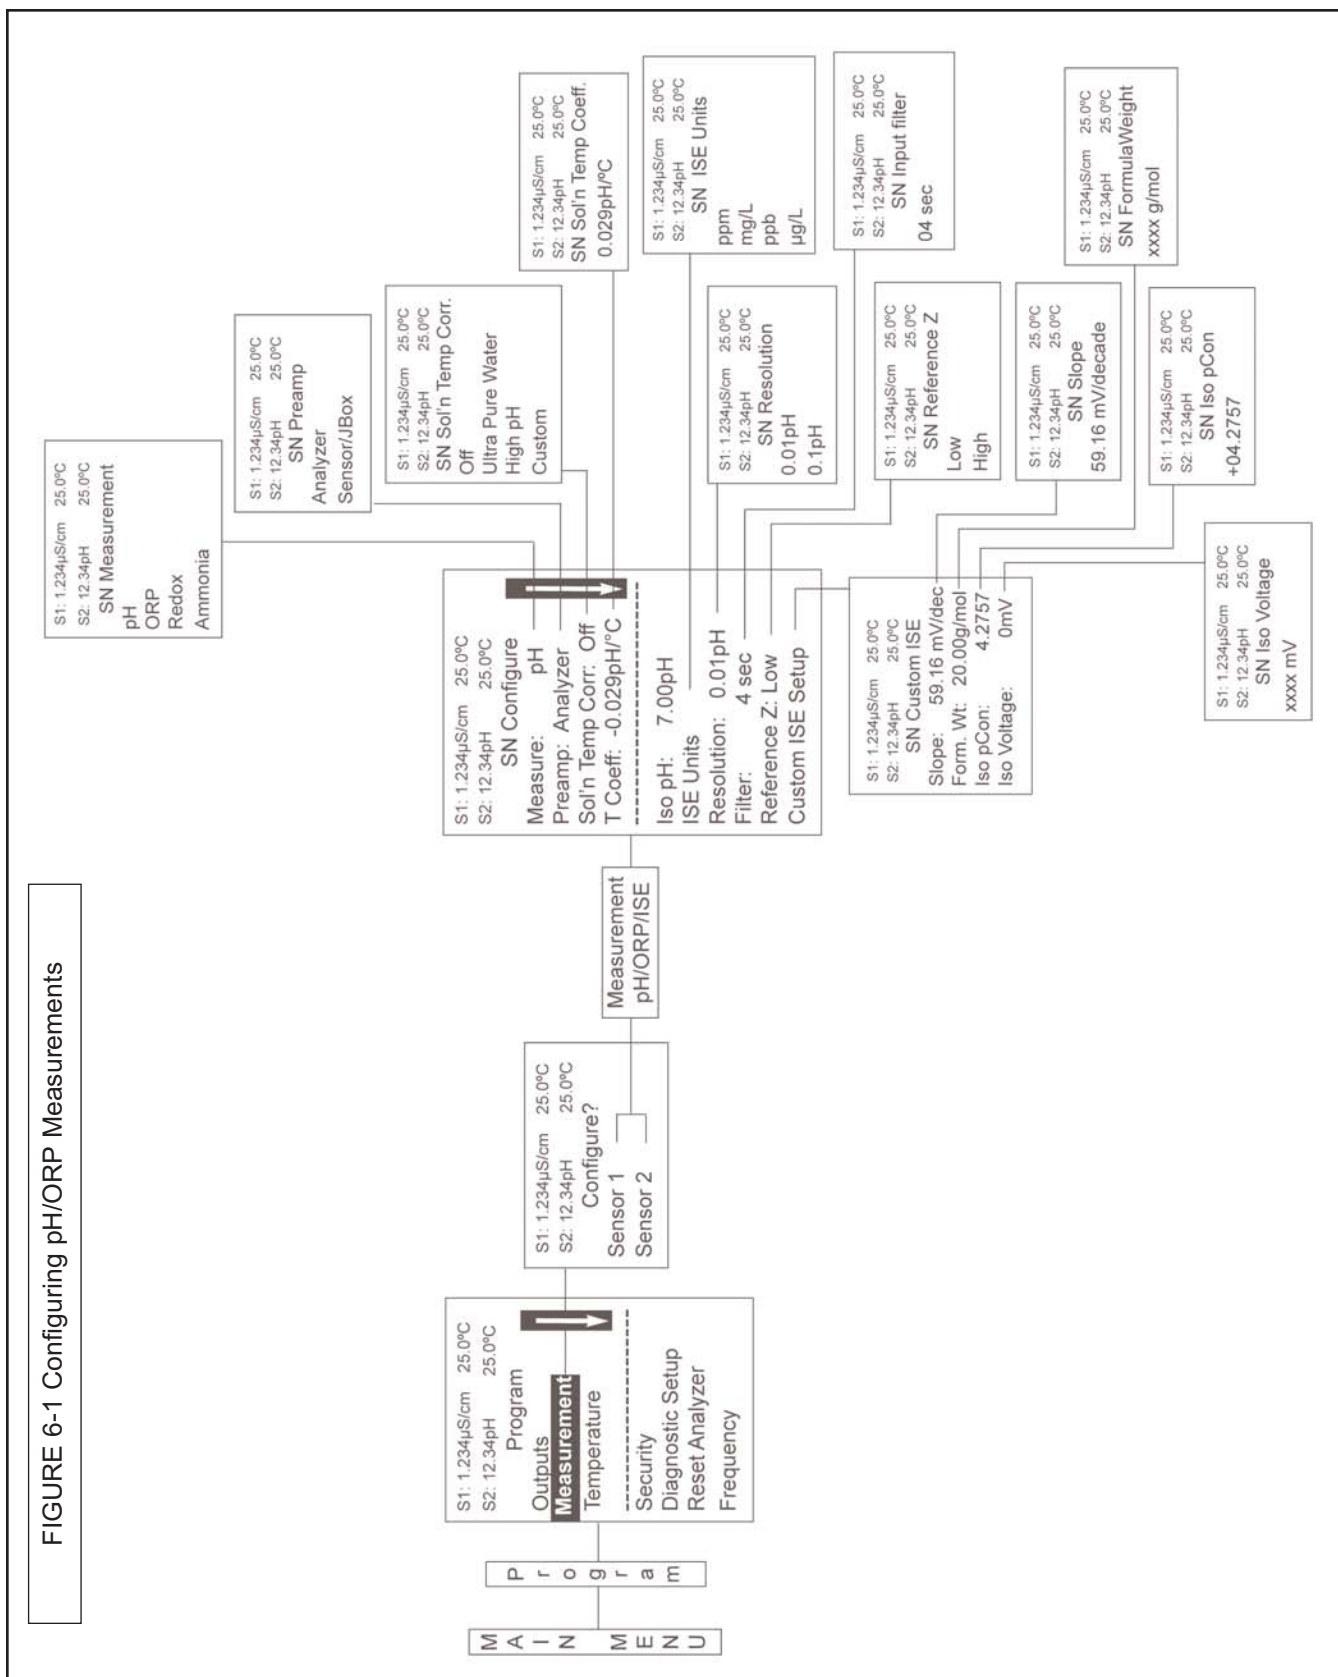 FIGURE 6-1 Configuring pH/ORP Measurements
MAIN MENU
Program
S1: 1.234µS/cm 25.0ºC
S2: 12.34pH 25.0ºC
Program
Outputs
Measurement
Temperature
Security
Diagnostic Setup
Reset Analyzer
Frequency
S1: 1.234µS/cm 25.0ºC
S2: 12.34pH 25.0ºC
Configure?
Sensor 1
Sensor 2
Measurement
pH/ORP/ISE
S1: 1.234µS/cm 25.0ºC
S2: 12.34pH 25.0ºC
SN Configure
Measure: pH
Preamp: Analyzer
Sol'n Temp Corr: Off
T Coeff: -0.029pH/°C
Iso pH: 7.00pH
ISE Units
Resolution: 0.01pH
Filter: 4 sec
Reference Z: Low
Custom ISE Setup
S1: 1.234µS/cm 25.0ºC
S2: 12.34pH 25.0ºC
SN Measurement
pH
ORP
Redox
Ammonia
S1: 1.234µS/cm 25.0ºC
S2: 12.34pH 25.0ºC
SN Preamp
Analyzer
Sensor/JBox
S1: 1.234µS/cm 25.0ºC
S2: 12.34pH 25.0ºC
SN Sol'n Temp Corr.
Off
Ultra Pure Water
High pH
Custom
S1: 1.234µS/cm 25.0ºC
S2: 12.34pH 25.0ºC
SN Sol'n Temp Coeff.
0.029pH/ºC
S1: 1.234µS/cm 25.0ºC
S2: 12.34pH 25.0ºC
SN ISE Units
ppm
mg/L
ppb
µg/L
S1: 1.234µS/cm 25.0ºC
S2: 12.34pH 25.0ºC
SN Resolution
0.01pH
0.1pH
S1: 1.234µS/cm 25.0ºC
S2: 12.34pH 25.0ºC
SN Input filter
04 sec
S1: 1.234µS/cm 25.0ºC
S2: 12.34pH 25.0ºC
SN Reference Z
Low
High
S1: 1.234µS/cm 25.0ºC
S2: 12.34pH 25.0ºC
SN Custom ISE
Slope: 59.16 mV/dec
Form. Wt: 20.00g/mol
Iso pCon: 4.2757
Iso Voltage: 0mV
S1: 1.234µS/cm 25.0ºC
S2: 12.34pH 25.0ºC
SN Slope
59.16 mV/decade
S1: 1.234µS/cm 25.0ºC
S2: 12.34pH 25.0ºC
SN FormulaWeight
xxxx g/mol
S1: 1.234µS/cm 25.0ºC
S2: 12.34pH 25.0ºC
SN Iso pCon
+04.2757
S1: 1.234µS/cm 25.0ºC
S2: 12.34pH 25.0ºC
SN Iso Voltage
xxxx mV